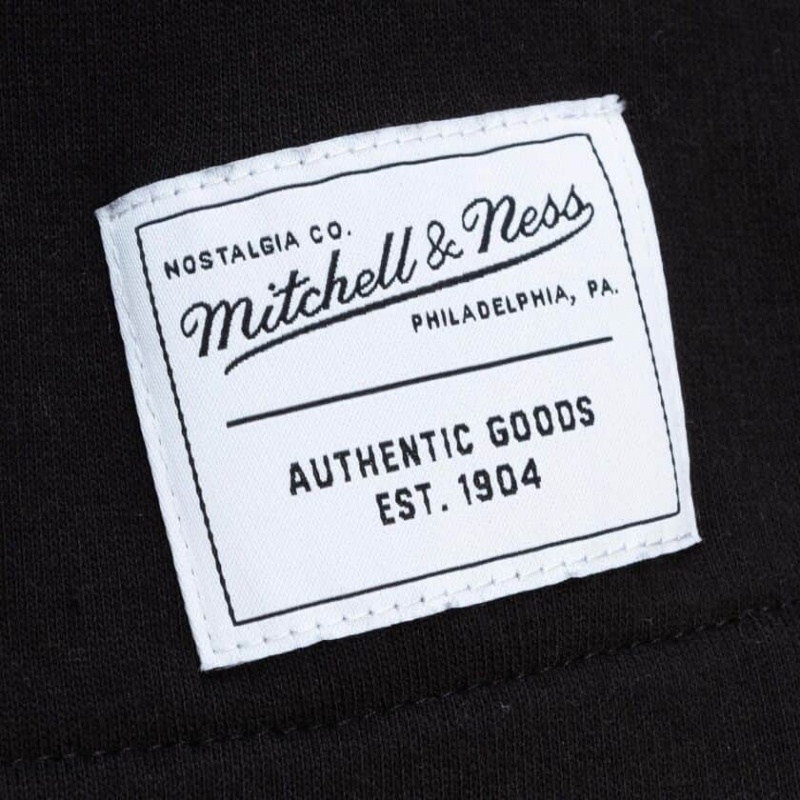 NOSTALGIA CO.
Mitchell & Ness
PHILADELPHIA, PA.
AUTHENTIC GOODS
EST. 1904